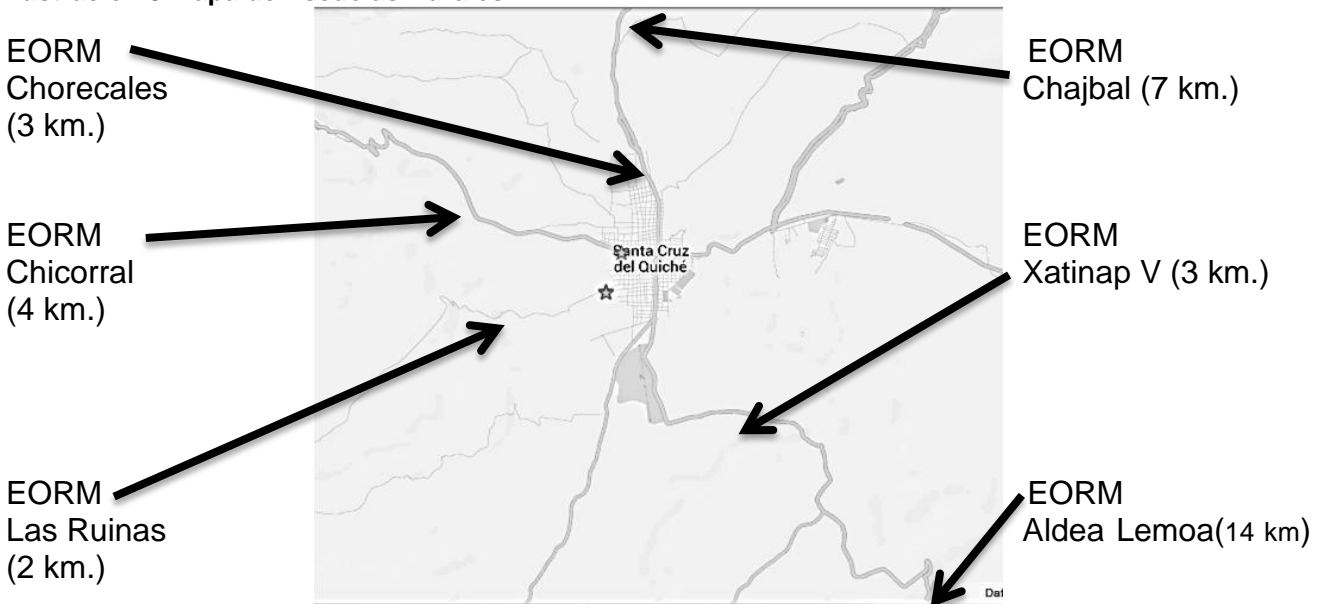 EORM
Chorecales
(3 km.)
EORM
Chicorral
(4 km.)
EORM
Las Ruinas
(2 km.)
Santa Cruz
del Quiché
EORM
Chajbal (7 km.)
EORM
Xatinap V (3 km.)
EORM
Aldea Lemoa(14 km)